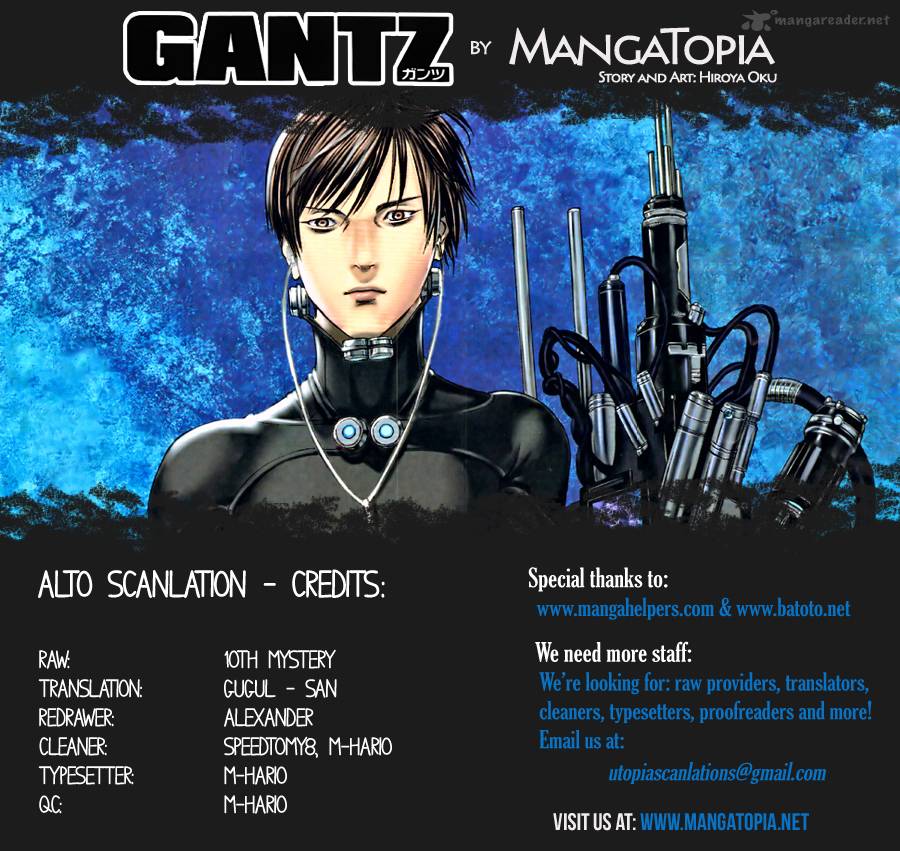 mangareader.net
GANTZ
ガンツ
BY MANGATOPIA
STORY AND ART: HIROYA OKU
ALTO SCANLATION - CREDITS:
RAW: 10TH MYSTERY
TRANSLATION: GUGUL - SAN
REDRAWER: ALEXANDER
CLEANER: SPEEDTOMY8, M-HARIO
TYPESETTER: M-HARIO
Q.C: M-HARIO
Special thanks to:
www.mangahelpers.com & www.batoto.net
We need more staff:
We're looking for: raw providers, translators,
cleaners, typesetters, proofreaders and more!
Email us at:
utopiascanlations@gmail.com
VISIT US AT: WWW.MANGATOPIA.NET